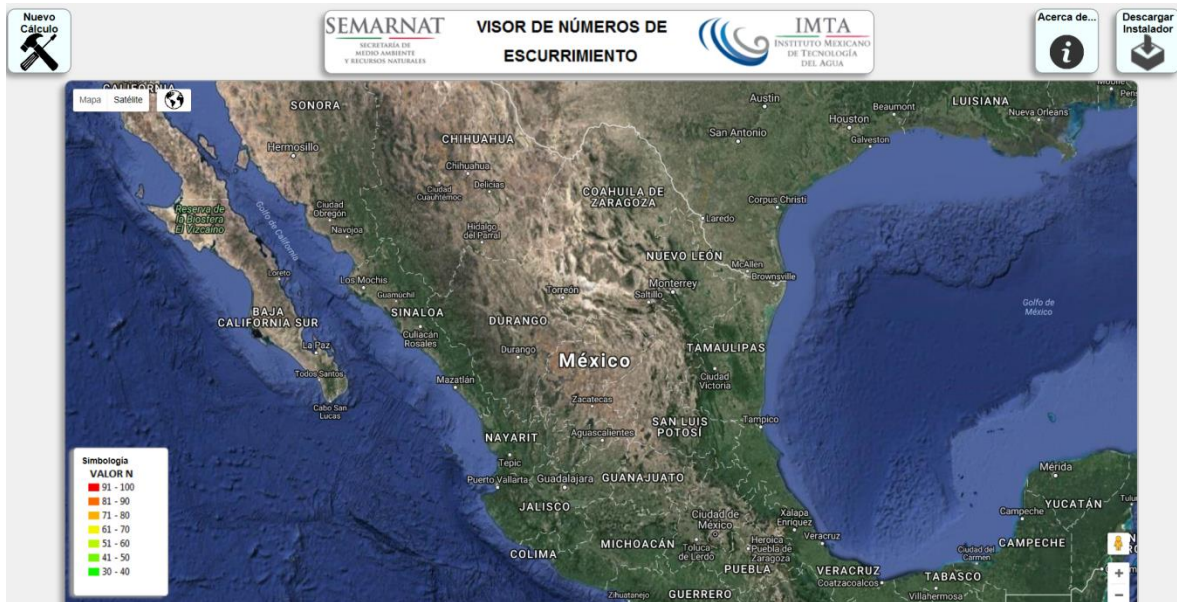 Nuevo
Cálculo
SEMARNAT
SECRETARÍA DE
MEDIO AMBIENTE
Y RECURSOS NATURALES
VISOR DE NÚMEROS DE
ESCURRIMIENTO
IMTA
INSTITUTO MEXICANO
DE TECNOLOGÍA
DEL AGUA
Acerca de...
i
Descargar
Instalador
Mapa
Satélite
CALIFORNIA
SONORA
Hermosillo
CHIHUAHUA
Chihuahua
Ciudad
Cuauhtémoc
Delicias
Ciudad
Obregón
Navojoa
Hidalgo
del Parral
Austin
San Antonio
Houston
Galveston
Beaumont
LUISIANA
Nueva Orleans
COAHUILA DE
ZARAGOZA
Corpus Christi
Laredo
Reserva de
la Biosfera
El Vizcaíno
Golfo de California
Loreto
Los Mochis
Guamuchil
NUEVO LEÓN
McAllen
Brownsville
Monterrey
Saltillo
Torreón
BAJA
CALIFORNIA SUR
SINALOA
Culiacán
Rosales
DURANGO
Durango
La Paz
Todos Santos
Cabo San
Lucas
Mazatlán
México
TAMAULIPAS
Ciudad
Victoria
Golfo de
México
Zacatecas
SAN LUIS
POTOSÍ
Tampico
Aguascalientes
NAYARIT
Tepic
Puerto Vallarta
Guadalajara
GUANAJUATO
JALISCO
Ciudad de
México
Xalapa
Enríquez
Veracruz
COLIMA
MICHOACÁN
Toluca
de Lerdo
Heroica
Puebla de
Zaragoza
PUEBLA
VERACRUZ
Coatzacoalcos
Zihuatanejo
GUERRERO
Villahermosa
TABASCO
Ciudad del
Carmen
CAMPECHE
Campeche
Mérida
YUCATÁN
Simbología
VALOR N
91 - 100
81 - 90
71 - 80
61 - 70
51 - 60
41 - 50
30 - 40
+
−